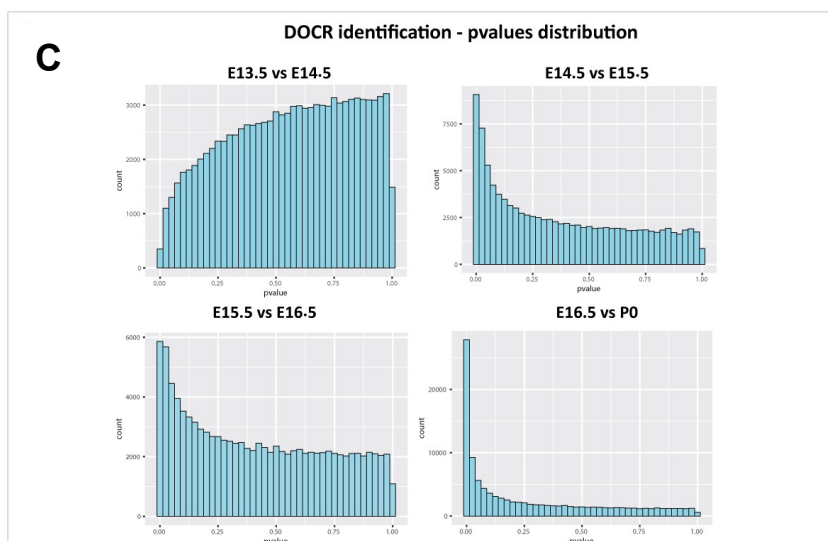 DOCR identification - pvalues distribution
C
E13.5 vs E14.5
E14.5 vs E15.5
3000
2000
1000
0
count
0.00 0.25 0.50 0.75 1.00
pvalue
7500
5000
2500
0
count
0.00 0.25 0.50 0.75 1.00
pvalue
E15.5 vs E16.5
E16.5 vs P0
6000
4000
2000
0
count
0.00 0.25 0.50 0.75 1.00
pvalue
20000
10000
0
count
0.00 0.25 0.50 0.75 1.00
pvalue